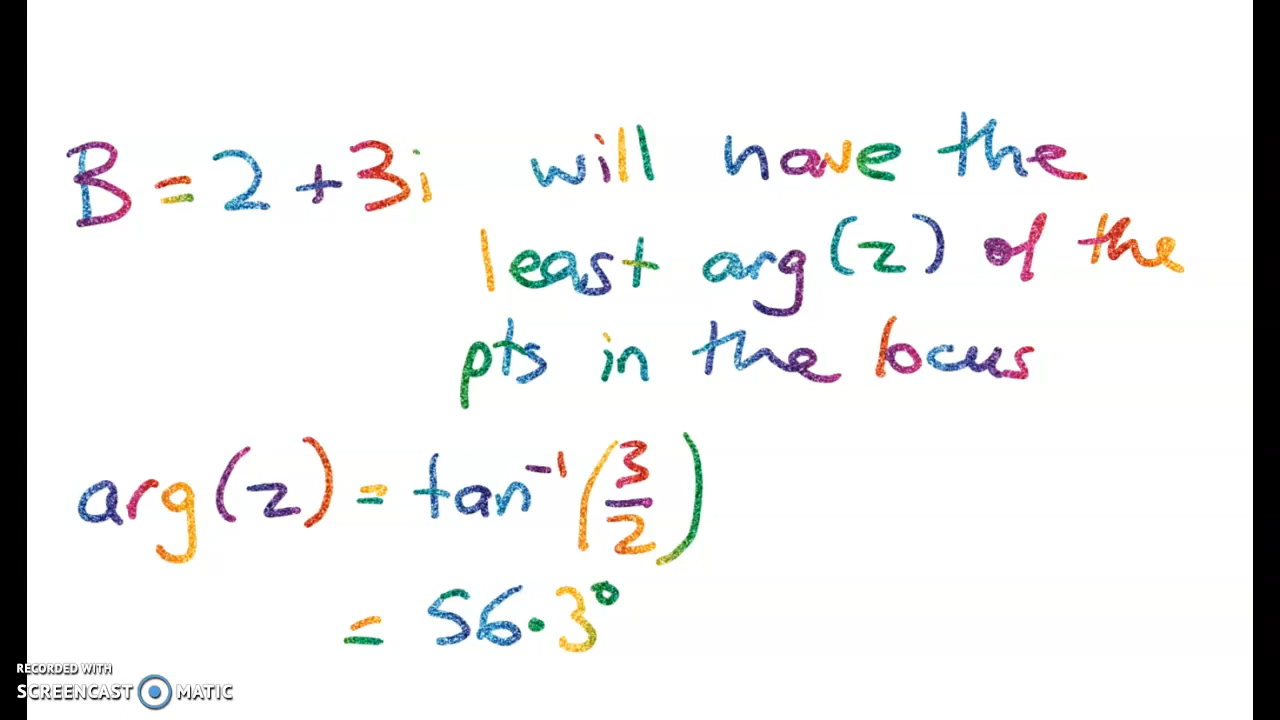 B = 2 + 3i will have the
least arg(z) of the
pts in the locus
arg(z) = tan⁻¹(3/2)
= 56.3°
RECORDED WITH
SCREENCAST MATIC